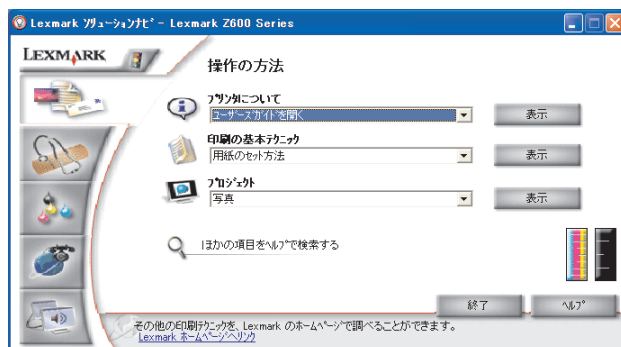 Lexmark ｿﾘｭｰｼｮﾝﾅﾋﾞ - Lexmark Z600 Series
LEXMARK
操作の方法
ﾌﾟﾘﾝﾀについて
ﾕｰｻﾞｰｽﾞｶﾞｲﾄﾞを開く
表示
印刷の基本ﾃｸﾆｯｸ
用紙のｾｯﾄ方法
表示
ﾌﾟﾛｼﾞｪｸﾄ
写真
表示
ほかの項目をﾍﾙﾌﾟで検索する
終了
ﾍﾙﾌﾟ
その他の印刷ﾃｸﾆｯｸを、Lexmark のﾎｰﾑﾍﾟｰｼﾞで調べることができます。
Lexmark ﾎｰﾑﾍﾟｰｼﾞへﾘﾝｸ